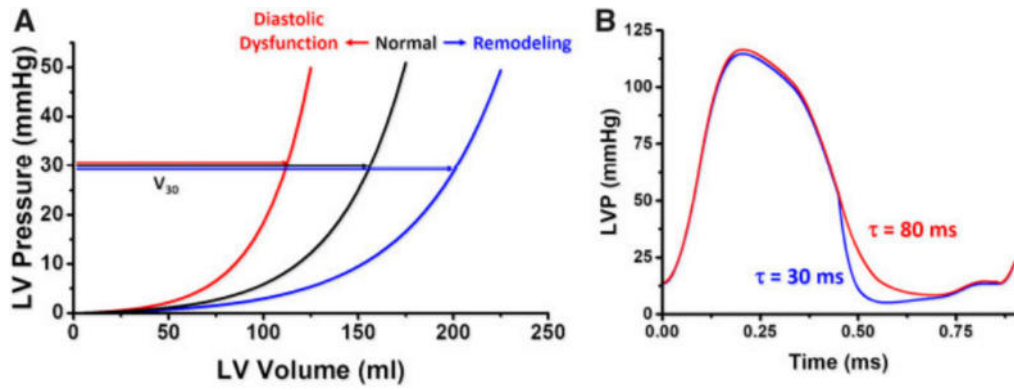 A
Diastolic
Dysfunction Normal Remodeling
LV Pressure (mmHg)
50
40
30
20
10
0
V30
0 50 100 150 200 250
LV Volume (ml)
B
LVP (mmHg)
125
100
75
50
25
0
τ = 80 ms
τ = 30 ms
0.00 0.25 0.50 0.75
Time (ms)